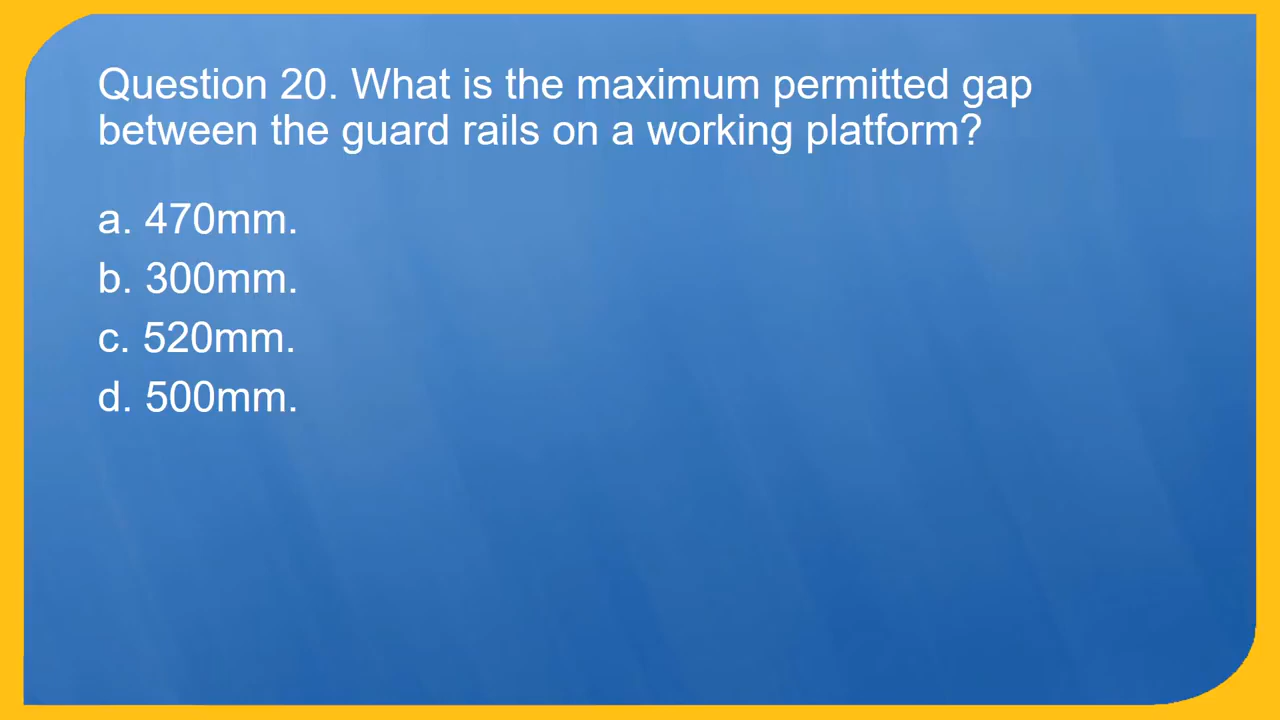 Question 20. What is the maximum permitted gap
between the guard rails on a working platform?
a. 470mm.
b. 300mm.
c. 520mm.
d. 500mm.